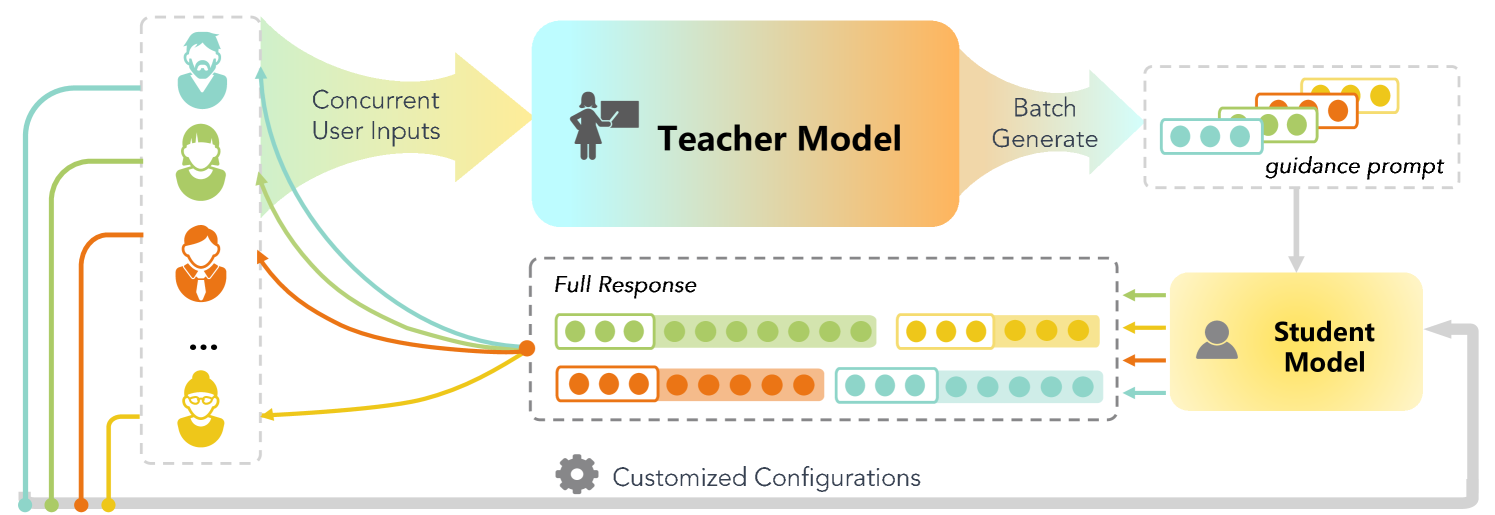 Concurrent
User Inputs
Teacher Model
Batch
Generate
guidance prompt
Full Response
Student
Model
...
Customized Configurations